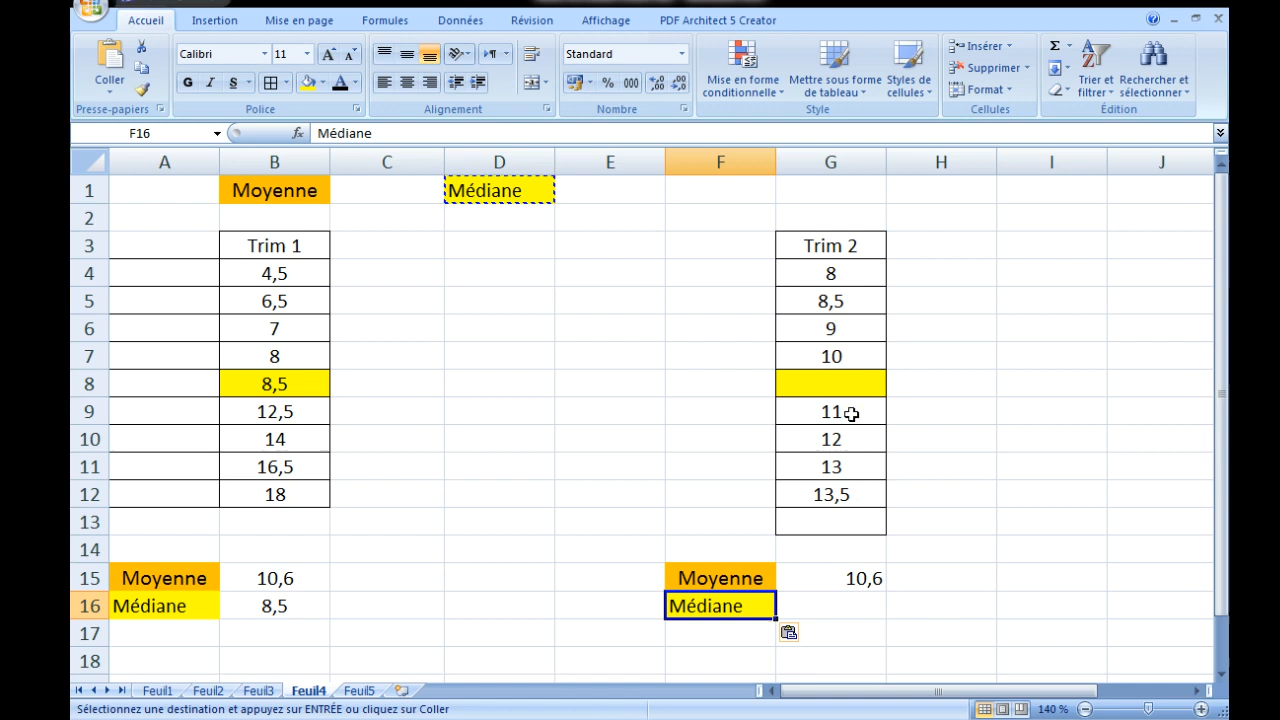 Accueil Insertion Mise en page Formules Données Révision Affichage PDF Architect 5 Creator
Coller
Presse-papiers
Calibri 11
G I S
Police
Alignement
Standard
% 000
Nombre
Mise en forme conditionnelle
Mettre sous forme de tableau
Styles de cellules
Style
Insérer
Supprimer
Format
Cellules
Σ
Trier et filtrer
Rechercher et sélectionner
Édition
F16 fx Médiane
A B C D E F G H I J
1 Moyenne Médiane
2
3 Trim 1 Trim 2
4 4,5 8
5 6,5 8,5
6 7 9
7 8 10
8 8,5
9 12,5 11
10 14 12
11 16,5 13
12 18 13,5
13
14
15 Moyenne 10,6 Moyenne 10,6
16 Médiane 8,5 Médiane
17
18
Feuil1 Feuil2 Feuil3 Feuil4 Feuil5
Sélectionnez une destination et appuyez sur ENTRÉE ou cliquez sur Coller 140 %